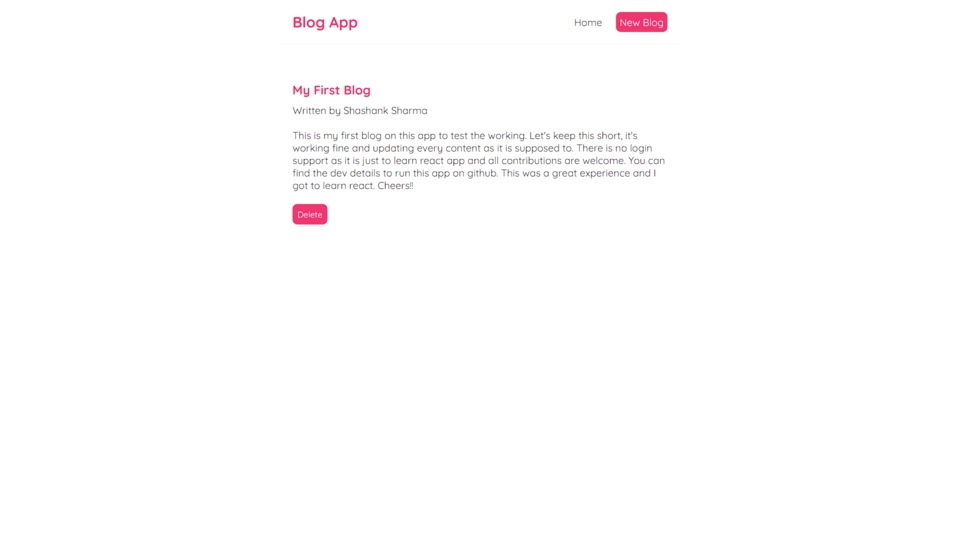 Blog App
Home
New Blog
My First Blog
Written by Shashank Sharma
This is my first blog on this app to test the working. Let's keep this short, it's
working fine and updating every content as it is supposed to. There is no login
support as it is just to learn react app and all contributions are welcome. You can
find the dev details to run this app on github. This was a great experience and I
got to learn react. Cheers!!
Delete